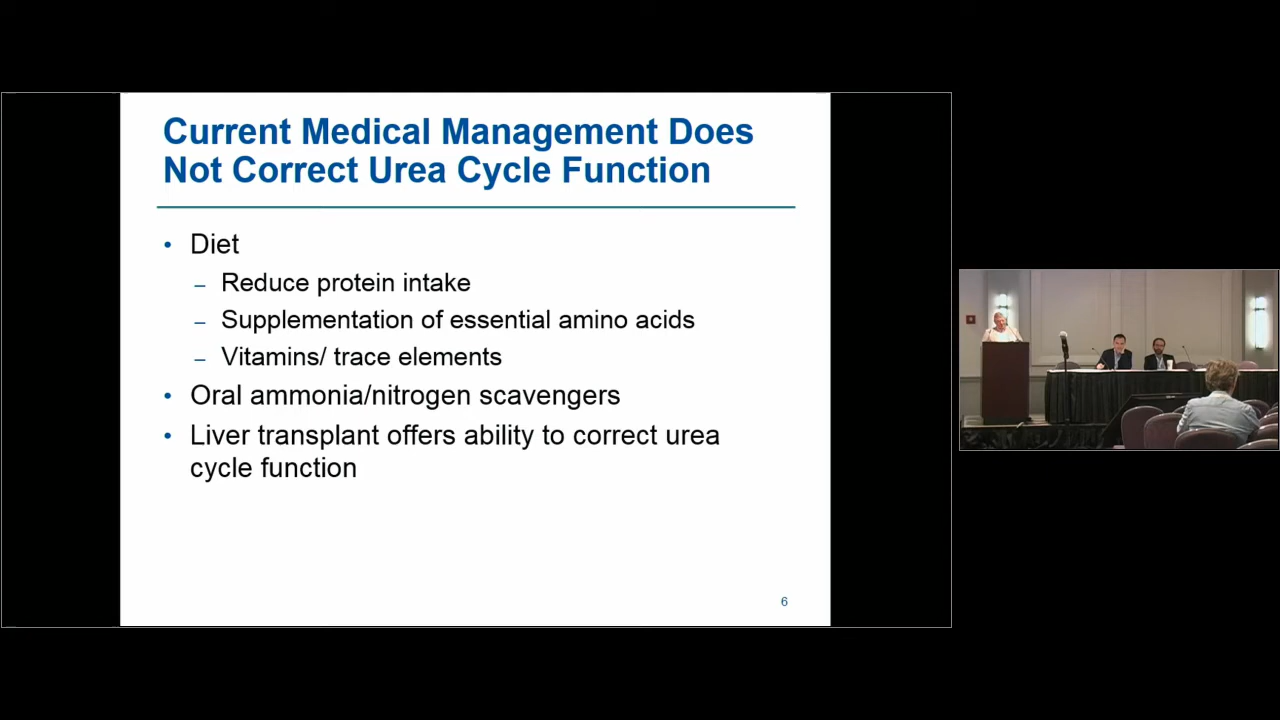 Current Medical Management Does
Not Correct Urea Cycle Function
• Diet
– Reduce protein intake
– Supplementation of essential amino acids
– Vitamins/ trace elements
• Oral ammonia/nitrogen scavengers
• Liver transplant offers ability to correct urea
cycle function
6